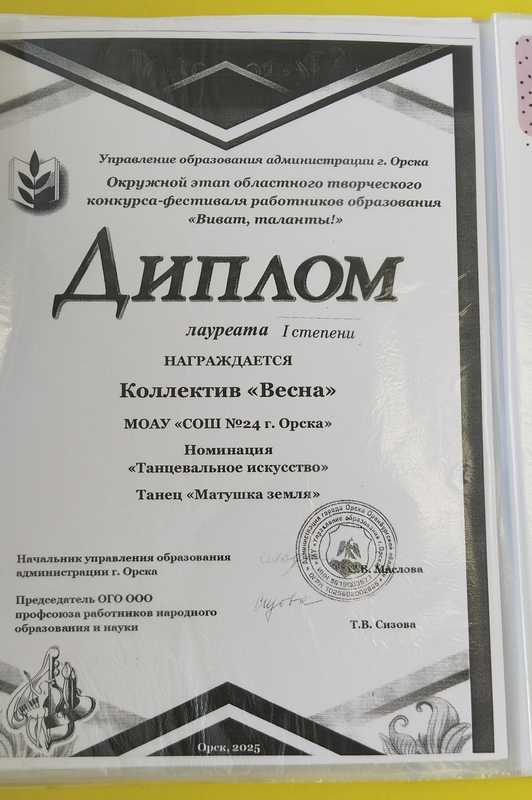 Управление образования администрации г. Орска
Окружной этап областного творческого
конкурса-фестиваля работников образования
«Виват, таланты!»
Диплом
лауреата I степени
НАГРАЖДАЕТСЯ
Коллектив «Весна»
МОАУ «СОШ №24 г. Орска»
Номинация
«Танцевальное искусство»
Танец «Матушка земля»
Начальник управления образования
администрации г. Орска
В. Маслова
Председатель ОГО ООО
профсоюза работников народного
образования и науки
Т.В. Сизова
Орск, 2025